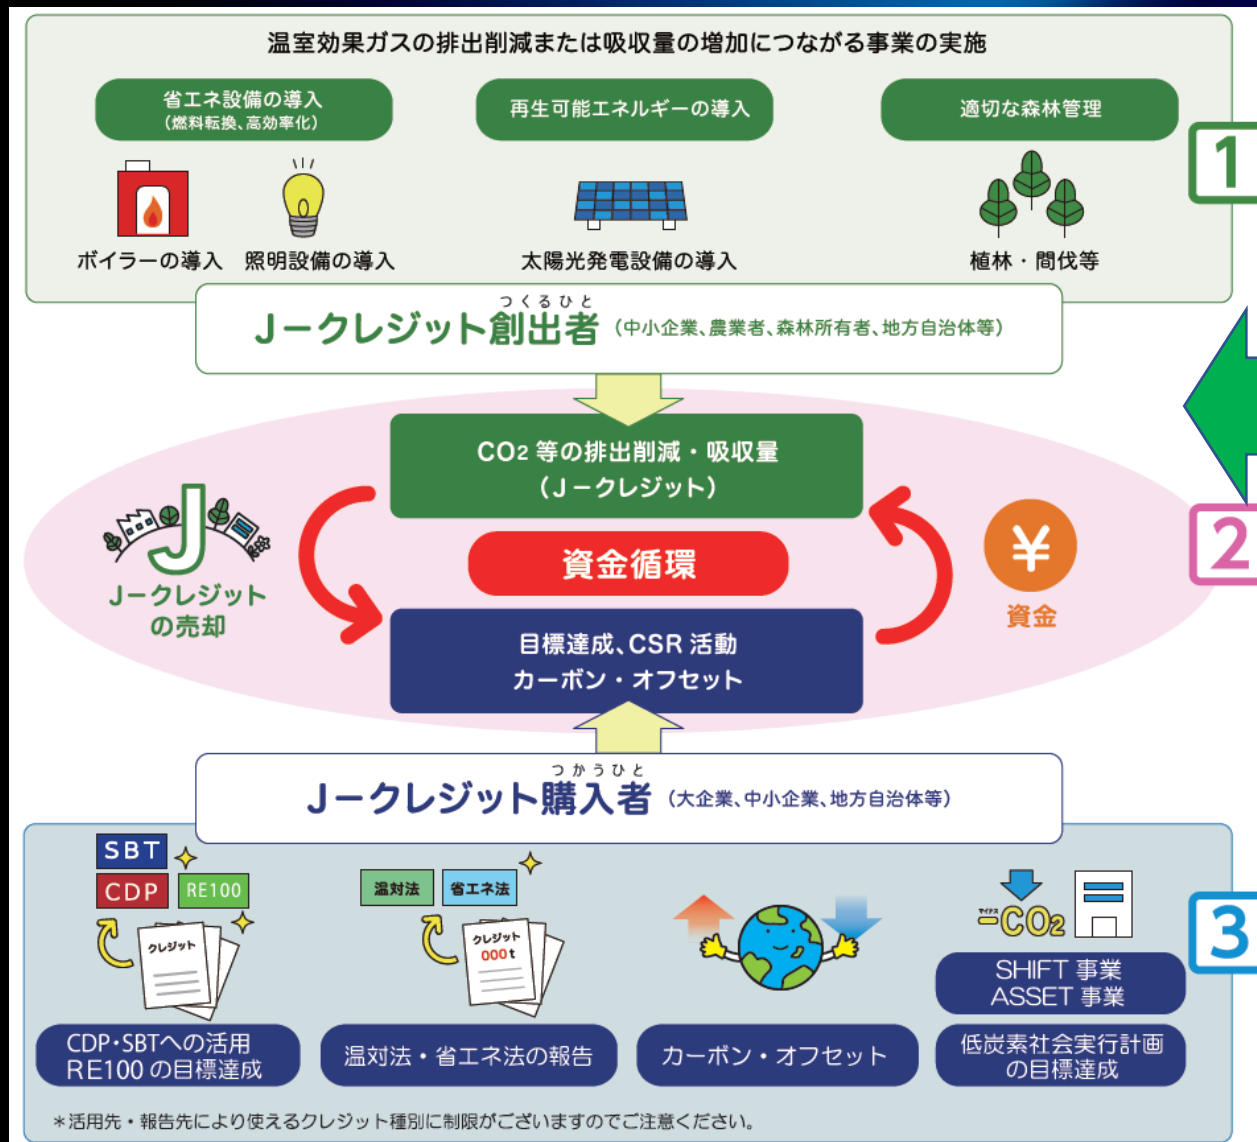 温室効果ガスの排出削減または吸収量の増加につながる事業の実施
省エネ設備の導入
(燃料転換、高効率化)
再生可能エネルギーの導入
適切な森林管理
1
ボイラーの導入
照明設備の導入
太陽光発電設備の導入
植林・間伐等
つくるひと
Jークレジット創出者（中小企業、農業者、森林所有者、地方自治体等）
CO2 等の排出削減・吸収量
（Jークレジット）
J
Jークレジット
の売却
資金循環
¥
資金
2
目標達成、CSR 活動
カーボン・オフセット
つかうひと
Jークレジット購入者（大企業、中小企業、地方自治体等）
SBT
CDP
RE100
クレジット
温対法
省エネ法
クレジット
000t
マイナス
ーCO2
3
SHIFT 事業
ASSET 事業
CDP・SBTへの活用
RE100 の目標達成
温対法・省エネ法の報告
カーボン・オフセット
低炭素社会実行計画
の目標達成
＊活用先・報告先により使えるクレジット種別に制限がございますのでご注意ください。